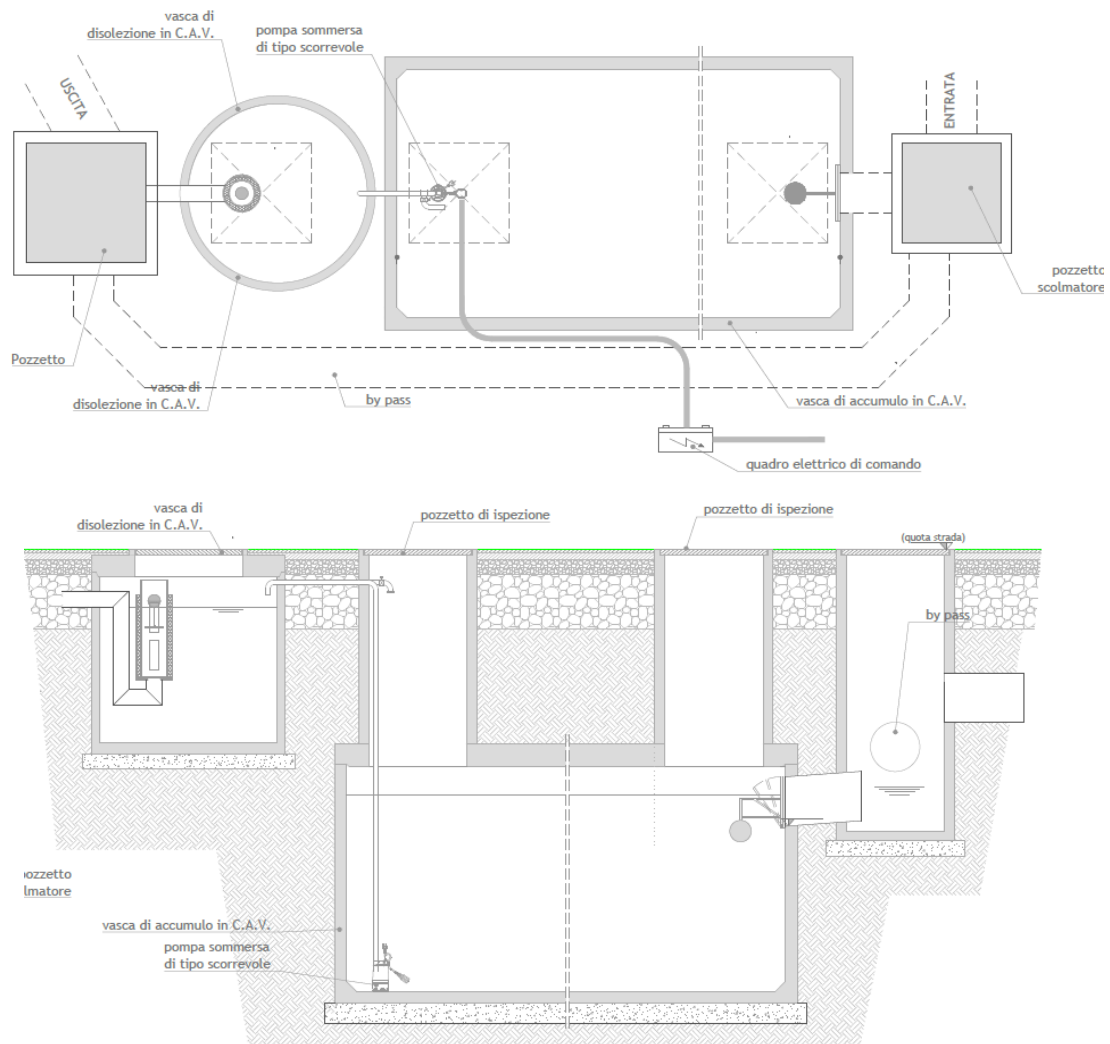 vasca di
disolezione in C.A.V.
pompa sommersa
di tipo scorrevole
USCITA
ENTRATA
pozzetto
scolmatore
Pozzetto
vasca di
disolezione in C.A.V.
by pass
vasca di accumulo in C.A.V.
quadro elettrico di comando
vasca di
disolezione in C.A.V.
pozzetto di ispezione
pozzetto di ispezione
(quota strada)
by pass
pozzetto
lmatore
vasca di accumulo in C.A.V.
pompa sommersa
di tipo scorrevole